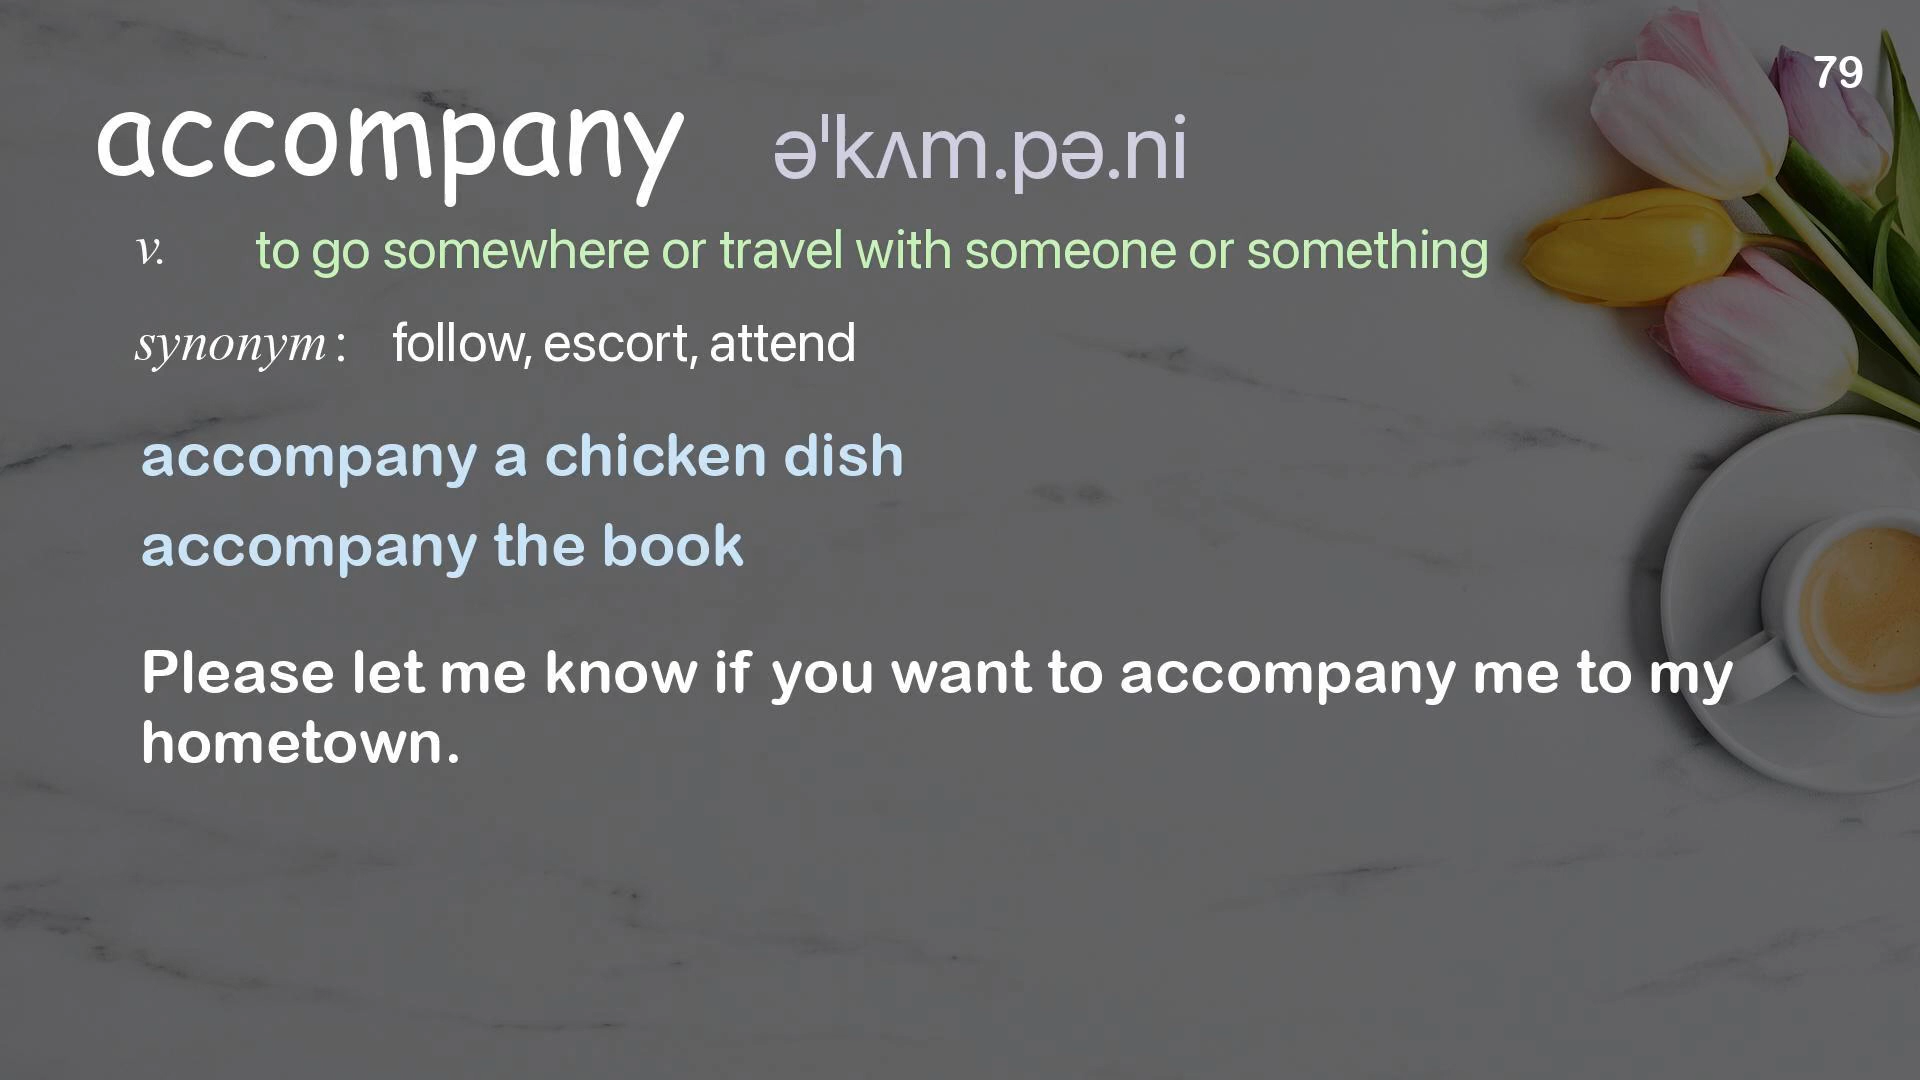 79
accompany əˈkʌm.pə.ni
v. to go somewhere or travel with someone or something
synonym: follow, escort, attend
accompany a chicken dish
accompany the book
Please let me know if you want to accompany me to my
hometown.